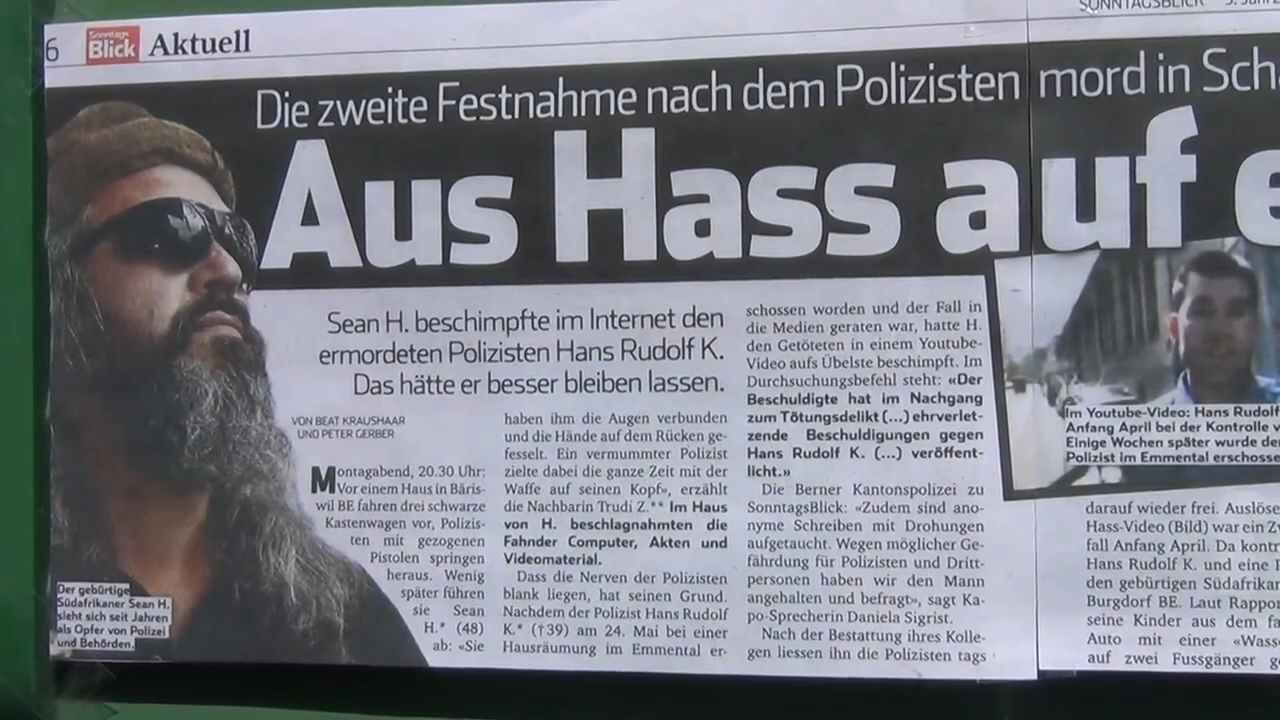 6 Sonntags Blick Aktuell
SONNTAGSBLICK
Die zweite Festnahme nach dem Polizisten mord in Sch
Aus Hass auf e
Sean H. beschimpfte im Internet den
ermordeten Polizisten Hans Rudolf K.
Das hätte er besser bleiben lassen.
VON BEAT KRAUSHAAR
UND PETER GERBER
Montagabend, 20.30 Uhr:
Vor einem Haus in Bäris-
wil BE fahren drei schwarze
Kastenwagen vor, Polizis-
ten mit gezogenen
Pistolen springen
heraus. Wenig
später führen
sie Sean
H.* (48)
ab: «Sie
haben ihm die Augen verbunden
und die Hände auf dem Rücken ge-
fesselt. Ein vermummter Polizist
zielte dabei die ganze Zeit mit der
Waffe auf seinen Kopf», erzählt
die Nachbarin Trudi Z.** Im Haus
von H. beschlagnahmten die
Fahnder Computer, Akten und
Videomaterial.
Dass die Nerven der Polizisten
blank liegen, hat seinen Grund.
Nachdem der Polizist Hans Rudolf
K.* (†39) am 24. Mai bei einer
Hausräumung im Emmental er-
schossen worden und der Fall in
die Medien geraten war, hatte H.
den Getöteten in einem Youtube-
Video aufs Übelste beschimpft. Im
Durchsuchungsbefehl steht: «Der
Beschuldigte hat im Nachgang
zum Tötungsdelikt (...) ehrverlet-
zende Beschuldigungen gegen
Hans Rudolf K. (...) veröffent-
licht.»
Die Berner Kantonspolizei zu
SonntagsBlick: «Zudem sind ano-
nyme Schreiben mit Drohungen
aufgetaucht. Wegen möglicher Ge-
fährdung für Polizisten und Dritt-
personen haben wir den Mann
angehalten und befragt», sagt Ka-
po-Sprecherin Daniela Sigrist.
Nach der Bestattung ihres Kolle-
gen liessen ihn die Polizisten tags
Im Youtube-Video: Hans Rudolf
Anfang April bei der Kontrolle v
Einige Wochen später wurde de
Polizist im Emmental erschosse
darauf wieder frei. Auslöse
Hass-Video (Bild) war ein Z
fall Anfang April. Da kontr
Hans Rudolf K. und eine
den gebürtigen Südafrikan
Burgdorf BE. Laut Rappo
seine Kinder aus dem fa
Auto mit einer «Wass
auf zwei Fussgänger g
Der gebürtige
Südafrikaner Sean H.
sieht sich seit Jahren
als Opfer von Polizei
und Behörden.